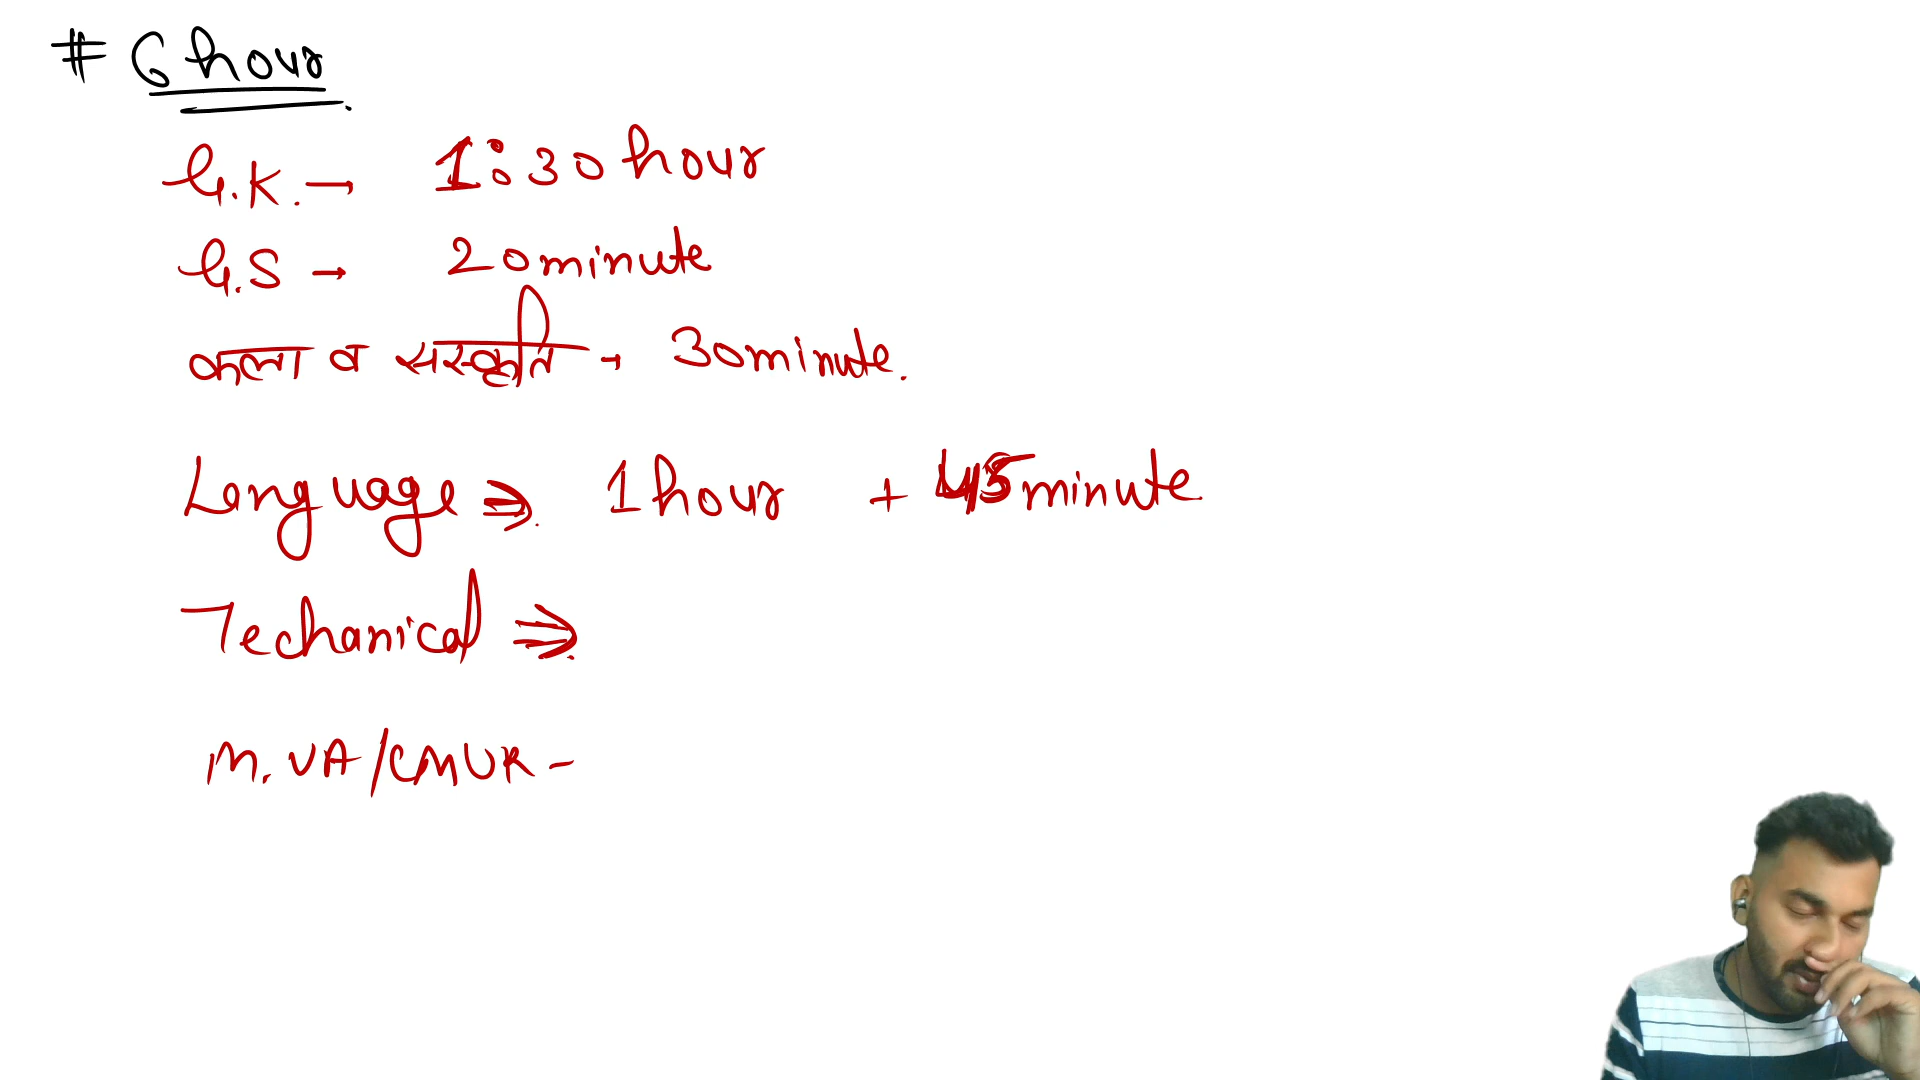 # 6 hour
G.K. → 1:30 hour
G.S → 20 minute
कला व संस्कृति → 30 minute.
Language ⇒ 1 hour + 45 minute
Techanical ⇒
M.VA/CMUR -